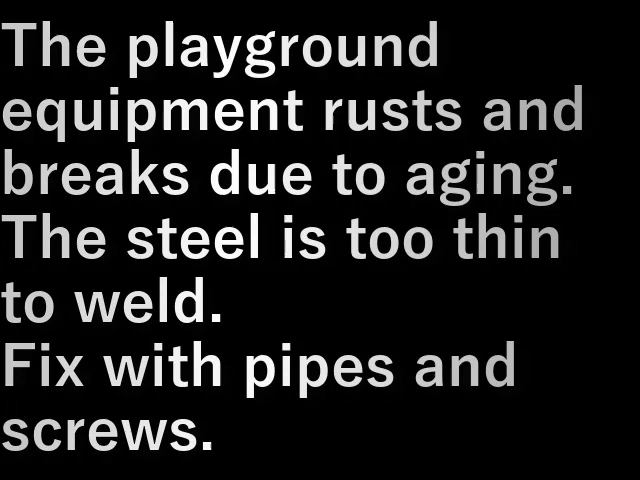 The playground
equipment rusts and
breaks due to aging.
The steel is too thin
to weld.
Fix with pipes and
screws.